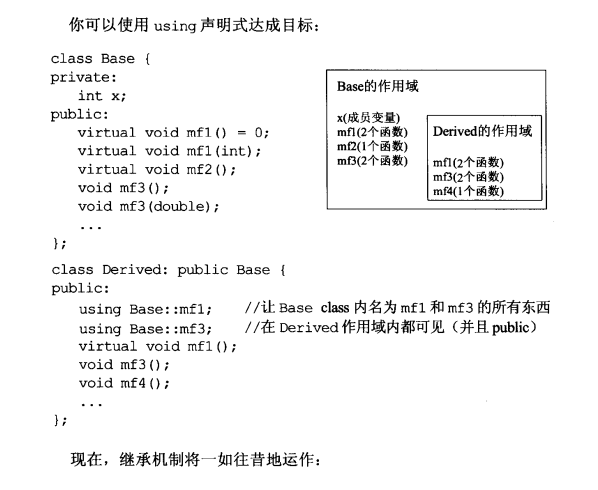 你可以使用 using 声明式达成目标：
class Base {
private:
int x;
public:
virtual void mf1() = 0;
virtual void mf1(int);
virtual void mf2();
void mf3();
void mf3(double);
...
};
Base的作用域
x(成员变量)
mf1(2个函数)
mf2(1个函数)
mf3(2个函数)
Derived的作用域
mf1(2个函数)
mf3(2个函数)
mf4(1个函数)
class Derived: public Base {
public:
using Base::mf1; //让 Base class 内名为 mf1 和 mf3 的所有东西
using Base::mf3; //在 Derived 作用域内都可见（并且 public）
virtual void mf1();
void mf3();
void mf4();
...
};
现在，继承机制将一如往昔地运作：